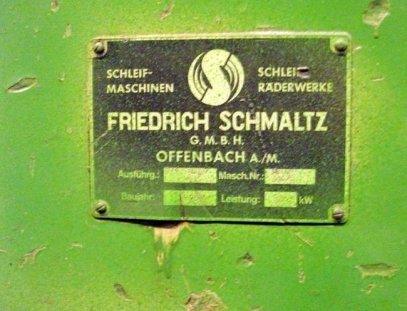 SCHLEIF- SCHLEIF-
MASCHINEN RÄDERWERKE
FRIEDRICH SCHMALTZ
G.M.B.H.
OFFENBACH A./M.
Ausführg.: Masch.Nr.:
Baujahr: Leistung: kW